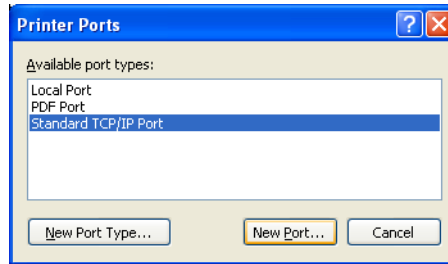 Printer Ports
Available port types:
Local Port
PDF Port
Standard TCP/IP Port
New Port Type... New Port... Cancel